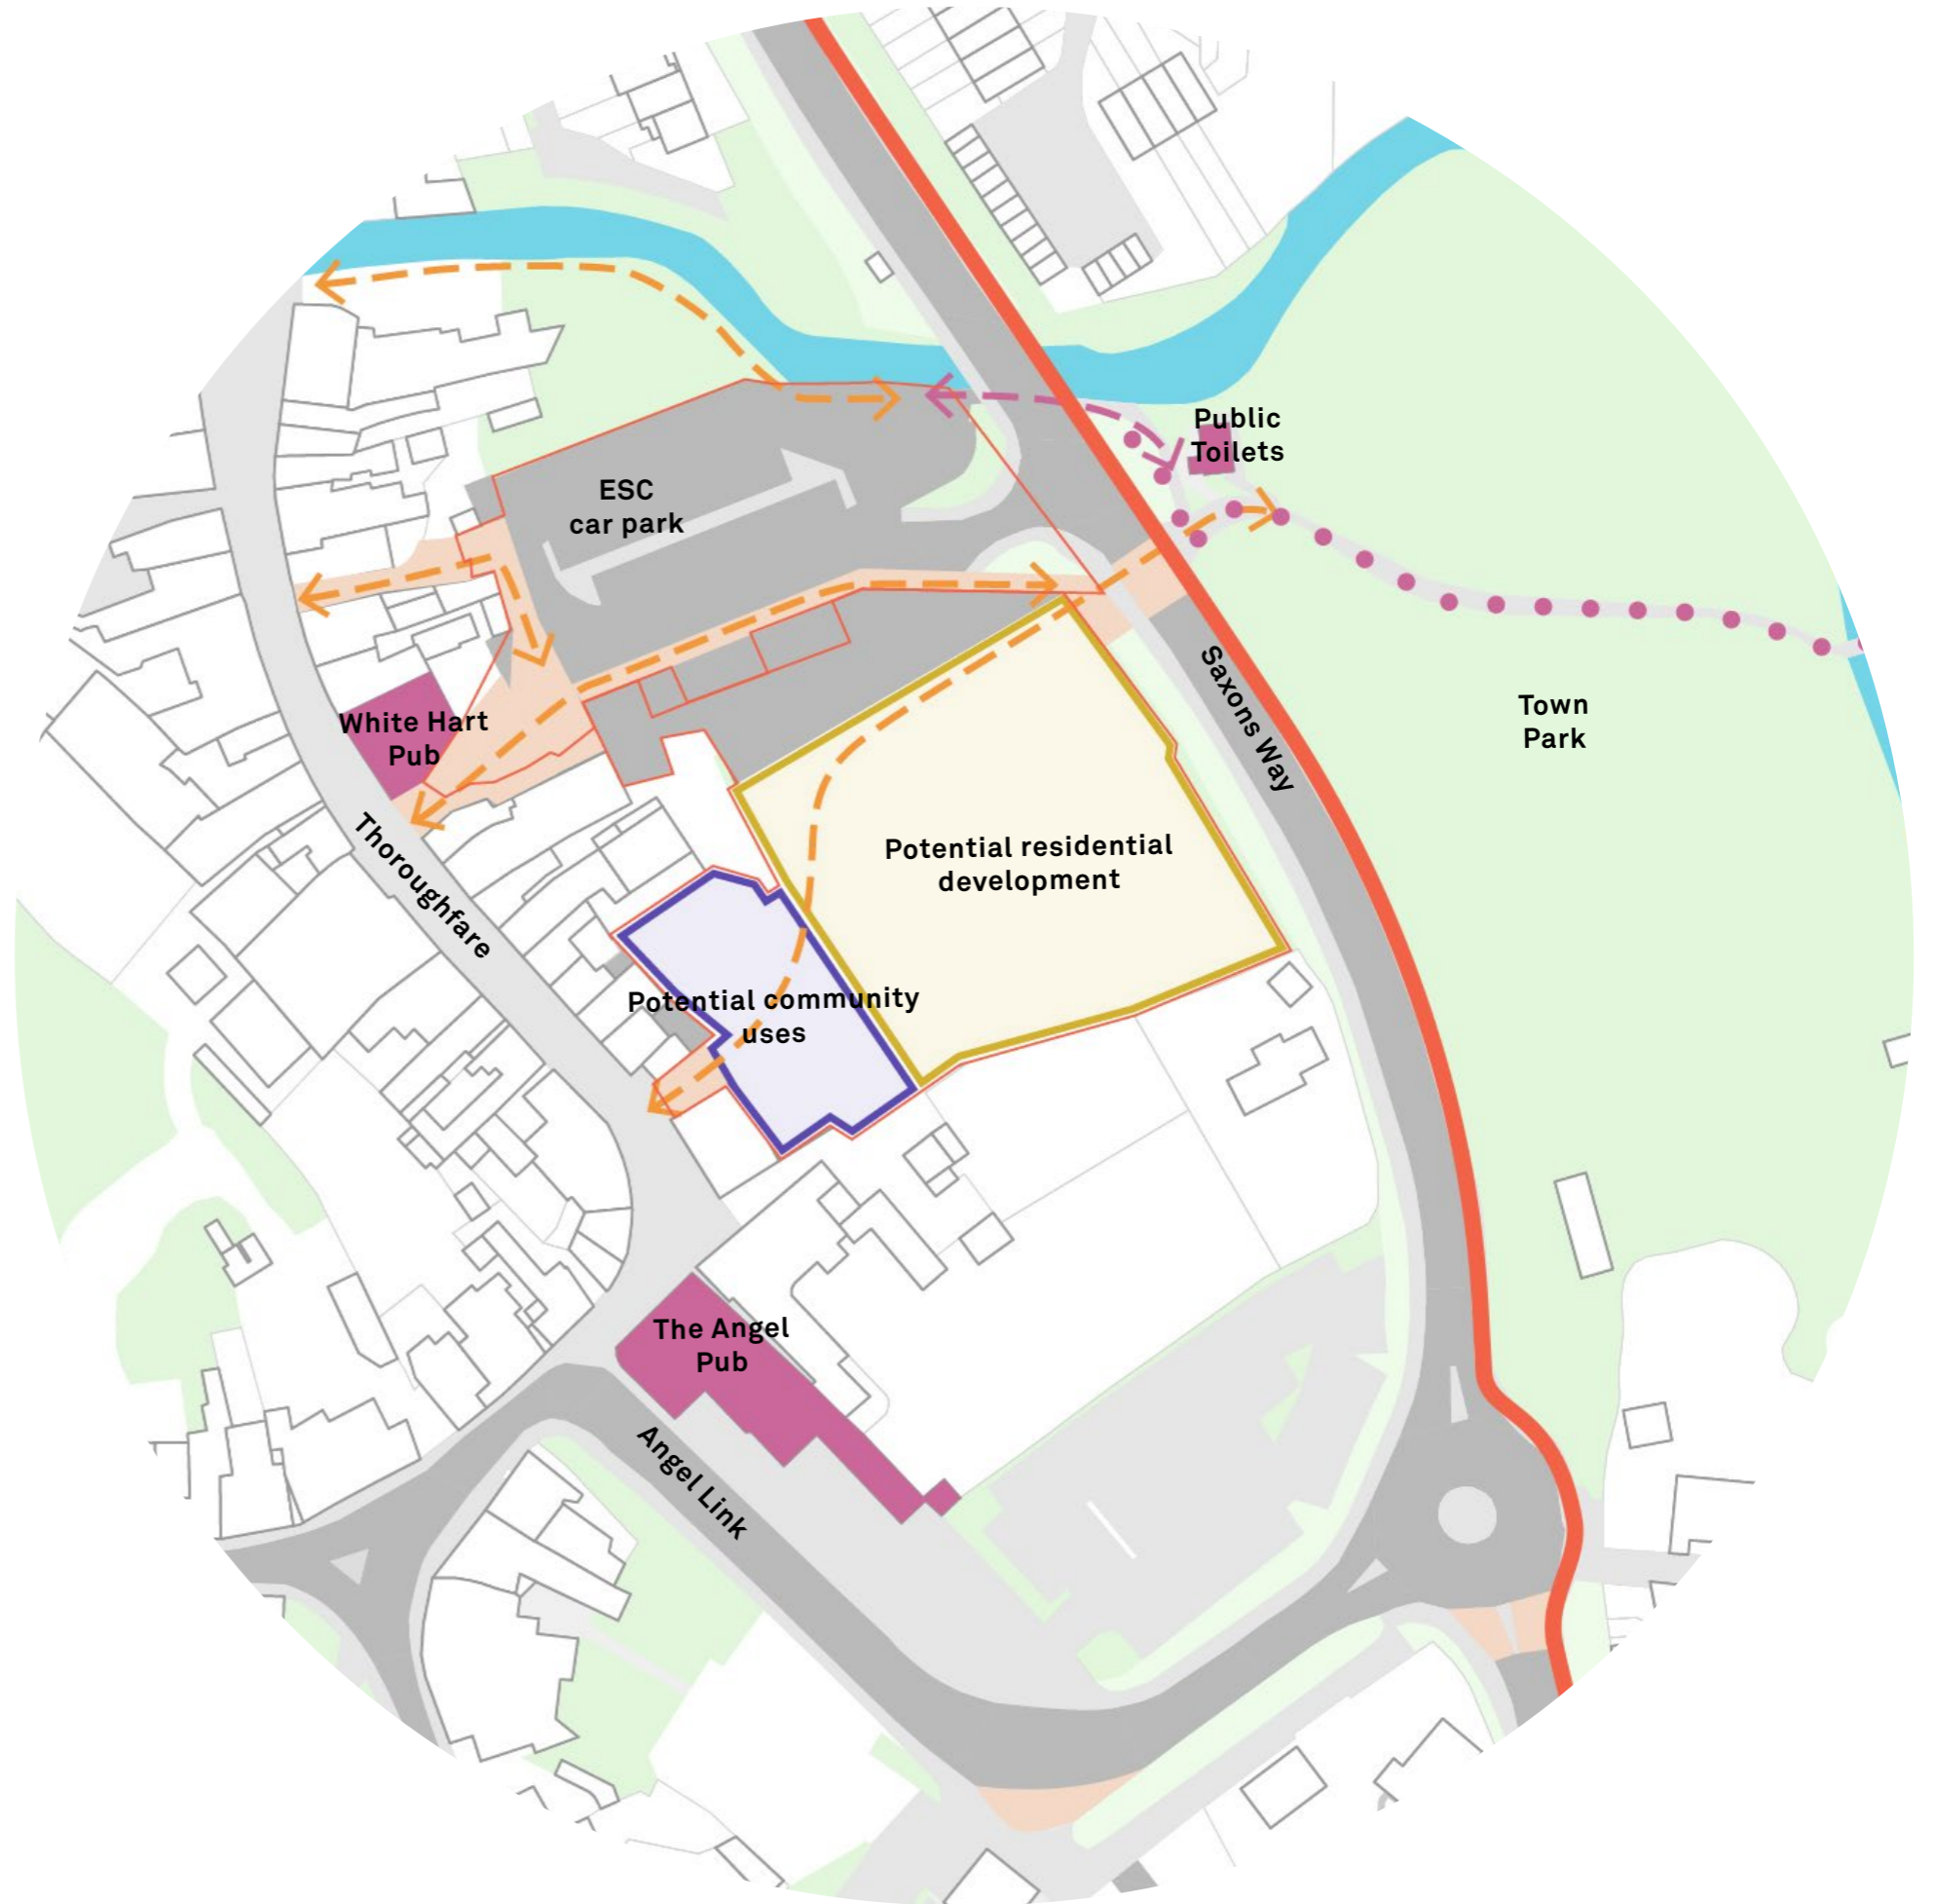 Public
Toilets
ESC
car park
Saxons Way
Town
Park
White Hart
Pub
Thoroughfare
Potential residential
development
Potential community
uses
The Angel
Pub
Angel Link